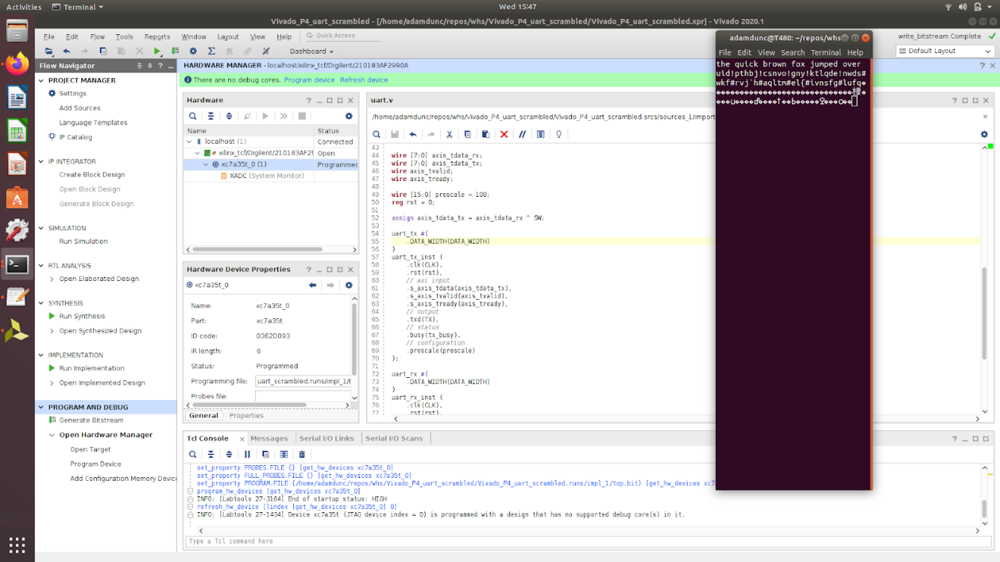 Activities Terminal Wed 15:47
Vivado_P4_uart_scrambled - [/home/adamdunc/repos/whs/Vivado_P4_uart_scrambled/Vivado_P4_uart_scrambled.xpr] - Vivado 2020.1
File Edit Flow Tools Reports Window Layout View Help Quick Access
write_bitstream Complete
Dashboard
Default Layout
Flow Navigator
PROJECT MANAGER
Settings
Add Sources
Language Templates
IP Catalog
IP INTEGRATOR
Create Block Design
Open Block Design
Generate Block Design
SIMULATION
Run Simulation
RTL ANALYSIS
Open Elaborated Design
SYNTHESIS
Run Synthesis
Open Synthesized Design
IMPLEMENTATION
Run Implementation
Open Implemented Design
PROGRAM AND DEBUG
Generate Bitstream
Open Hardware Manager
Open Target
Program Device
Add Configuration Memory Device
HARDWARE MANAGER - localhost/xilinx_tcf/Digilent/210183AF2990A
There are no debug cores. Program device Refresh device
Hardware
Name Status
localhost (1) Connected
xilinx_tcf/Digilent/210183AF29 Open
xc7a35t_0 (1) Programmed
XADC (System Monitor)
Hardware Device Properties
xc7a35t_0
Name: xc7a35t_0
Part: xc7a35t
ID code: 0362D093
IR length: 6
Status: Programmed
Programming file: uart_scrambled.runs/impl_1/t
Probes file:
General Properties
uart.v
/home/adamdunc/repos/whs/Vivado_P4_uart_scrambled/Vivado_P4_uart_scrambled.srcs/sources_1/import
43
44 wire [7:0] axis_tdata_rx;
45 wire [7:0] axis_tdata_tx;
46 wire axis_tvalid;
47 wire axis_tready;
48
49 wire [15:0] prescale = 108;
50 reg rst = 0;
51
52 assign axis_tdata_tx = axis_tdata_rx ^ SW;
53
54 uart_tx #(
55 .DATA_WIDTH(DATA_WIDTH)
56 )
57 uart_tx_inst (
58 .clk(CLK),
59 .rst(rst),
60 // axi input
61 .s_axis_tdata(axis_tdata_tx),
62 .s_axis_tvalid(axis_tvalid),
63 .s_axis_tready(axis_tready),
64 // output
65 .txd(TX),
66 // status
67 .busy(tx_busy),
68 // configuration
69 .prescale(prescale)
70 );
71
72 uart_rx #(
73 .DATA_WIDTH(DATA_WIDTH)
74 )
75 uart_rx_inst (
76 .clk(CLK),
77 .rst(rst),
adamdunc@T480: ~/repos/whs
File Edit View Search Terminal Help
the quick brown fox jumped over
uid!pthbj!csnvo!gny!ktlqde!nwds#
wkf#rvj`h#aqltm#el{#ivnsfg#lufq
Tcl Console Messages Serial I/O Links Serial I/O Scans
set_property PROBES.FILE {} [get_hw_devices xc7a35t_0]
set_property FULL_PROBES.FILE {} [get_hw_devices xc7a35t_0]
set_property PROGRAM.FILE {/home/adamdunc/repos/whs/Vivado_P4_uart_scrambled/Vivado_P4_uart_scrambled.runs/impl_1/top.bit} [get_hw_devices xc7a
program_hw_devices [get_hw_devices xc7a35t_0]
INFO: [Labtools 27-3164] End of startup status: HIGH
refresh_hw_device [lindex [get_hw_devices xc7a35t_0] 0]
INFO: [Labtools 27-1434] Device xc7a35t (JTAG device index = 0) is programmed with a design that has no supported debug core(s) in it.
Type a Tcl command here